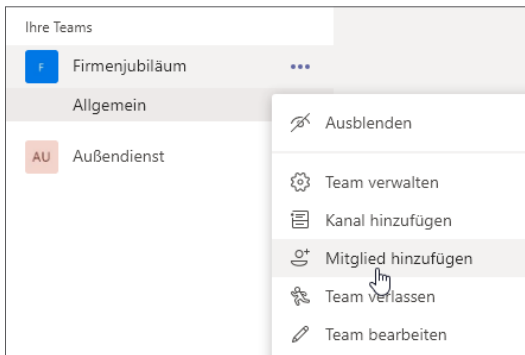 Ihre Teams
F Firmenjubiläum
Allgemein
AU Außendienst
Ausblenden
Team verwalten
Kanal hinzufügen
Mitglied hinzufügen
Team verlassen
Team bearbeiten